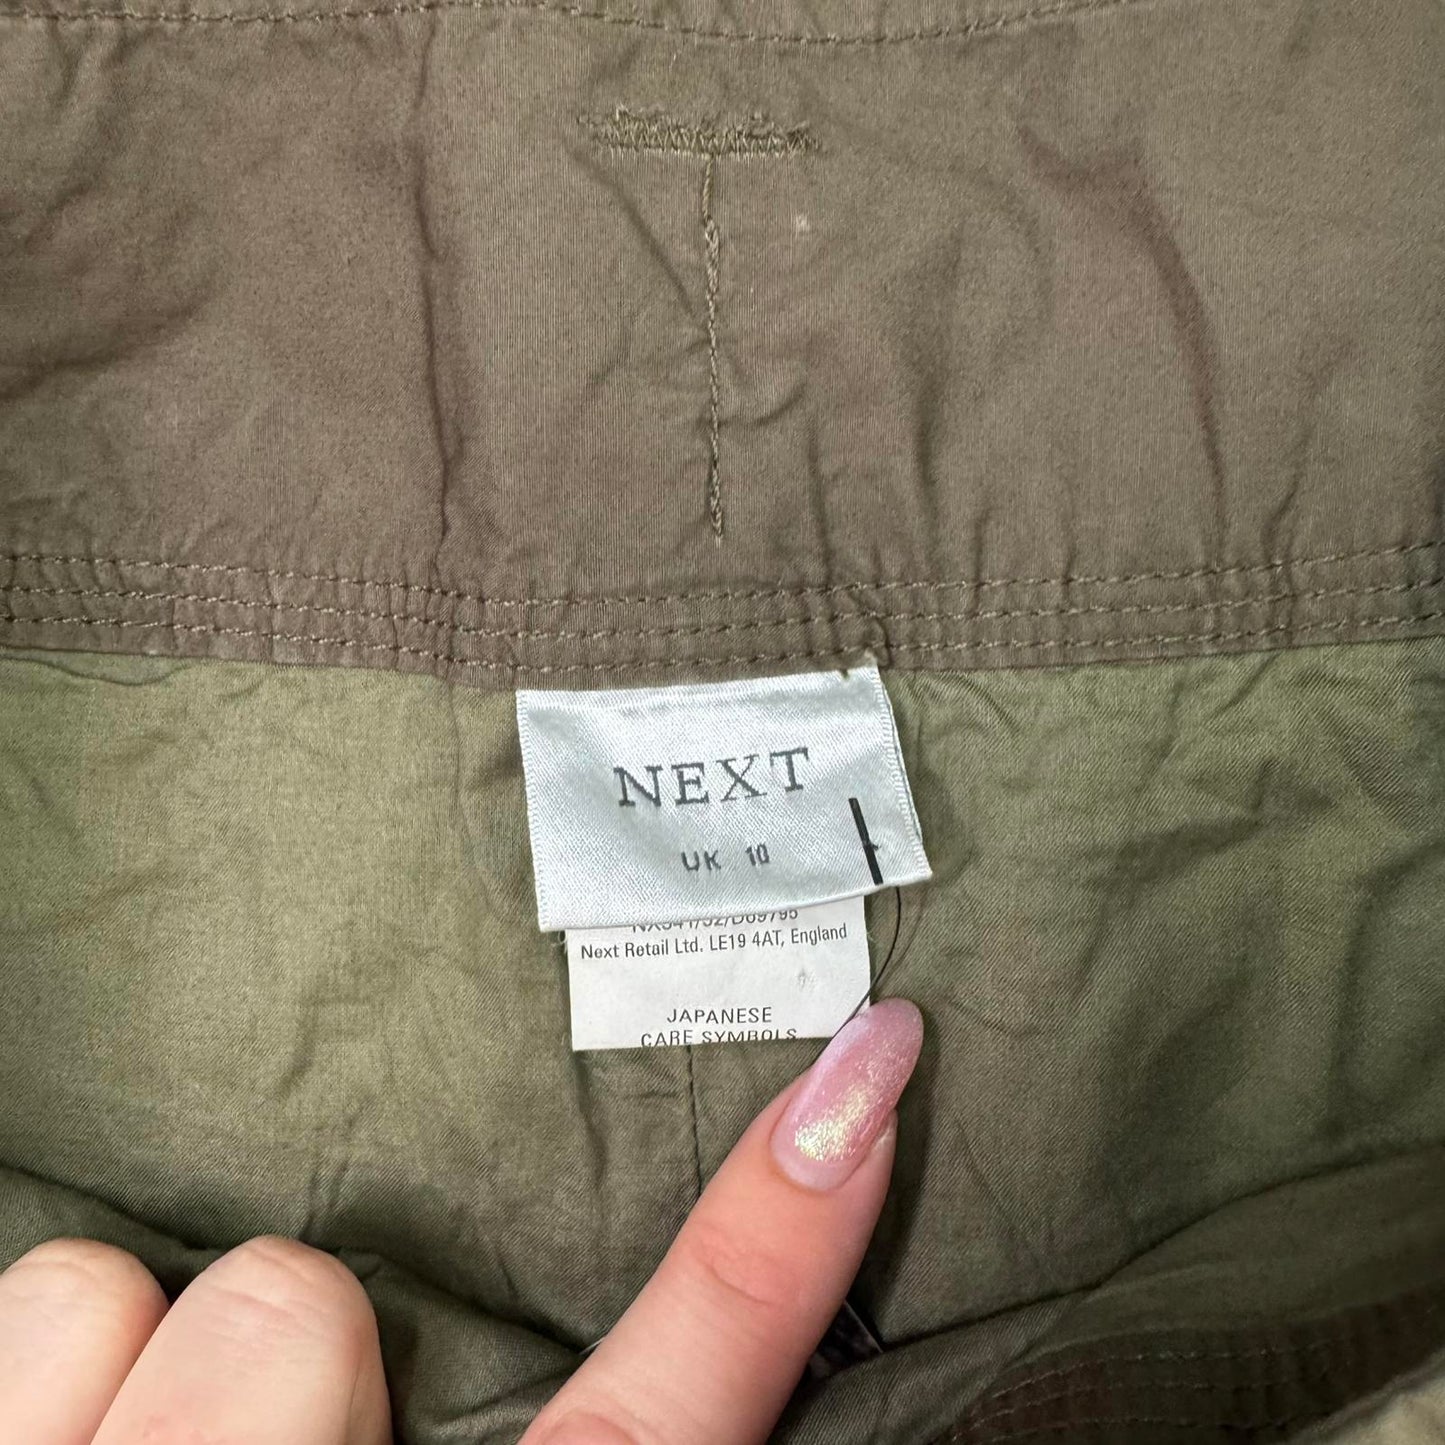 NEXT
UK 10
Next Retail Ltd. LE19 4AT, England
JAPANESE
CARE SYMBOLS